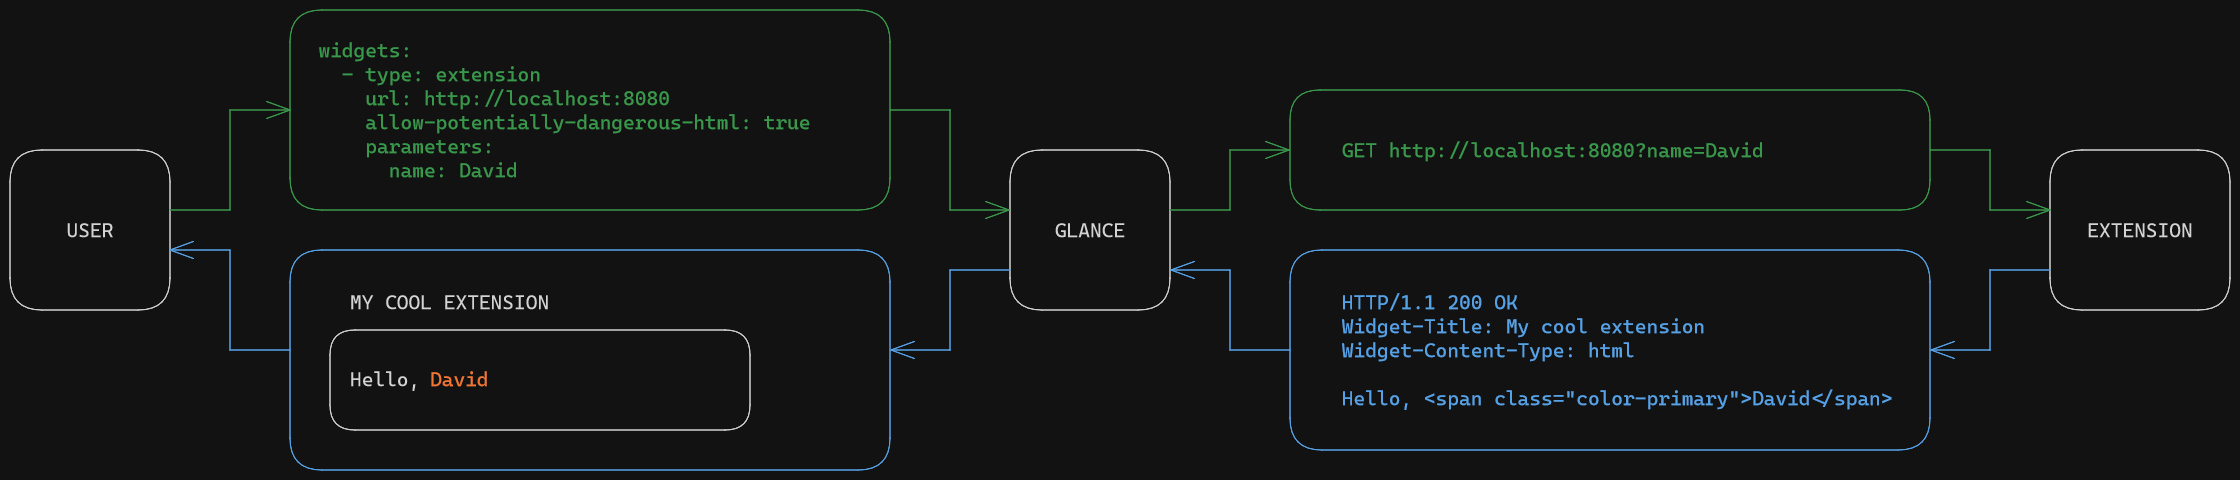 USER
widgets:
  - type: extension
    url: http://localhost:8080
    allow-potentially-dangerous-html: true
    parameters:
      name: David
GLANCE
GET http://localhost:8080?name=David
EXTENSION
HTTP/1.1 200 OK
Widget-Title: My cool extension
Widget-Content-Type: html
Hello, <span class="color-primary">David</span>
MY COOL EXTENSION
Hello, David